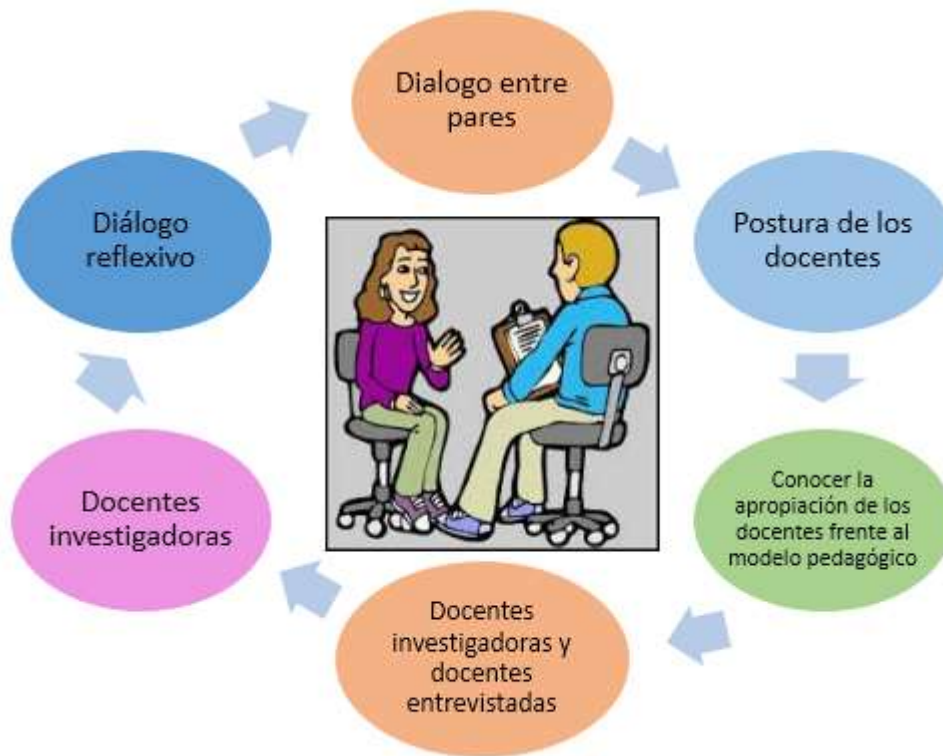 Dialogo entre
pares
Postura de los
docentes
Conocer la
apropiación de los
docentes frente al
modelo pedagógico
Docentes
investigadoras y
docentes
entrevistadas
Docentes
investigadoras
Diálogo
reflexivo